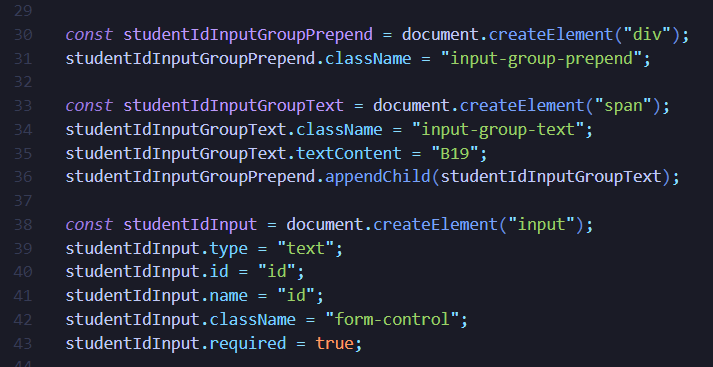 29
30 const studentIdInputGroupPrepend = document.createElement("div");
31 studentIdInputGroupPrepend.className = "input-group-prepend";
32
33 const studentIdInputGroupText = document.createElement("span");
34 studentIdInputGroupText.className = "input-group-text";
35 studentIdInputGroupText.textContent = "B19";
36 studentIdInputGroupPrepend.appendChild(studentIdInputGroupText);
37
38 const studentIdInput = document.createElement("input");
39 studentIdInput.type = "text";
40 studentIdInput.id = "id";
41 studentIdInput.name = "id";
42 studentIdInput.className = "form-control";
43 studentIdInput.required = true;
44